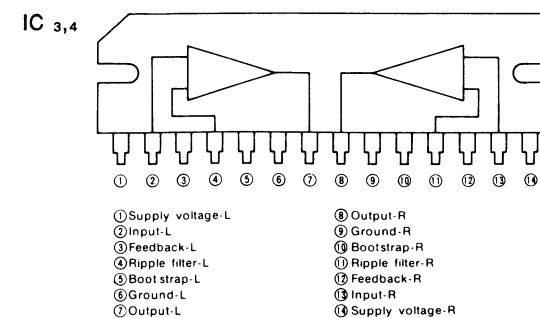 IC 3,4
① ② ③ ④ ⑤ ⑥ ⑦ ⑧ ⑨ ⑩ ⑪ ⑫ ⑬ ⑭
①Supply voltage-L
②Input-L
③Feedback-L
④Ripple filter-L
⑤Boot strap-L
⑥Ground-L
⑦Output-L
⑧Output-R
⑨Ground-R
⑩Bootstrap-R
⑪Ripple filter-R
⑫Feedback-R
⑬Input-R
⑭Supply voltage-R